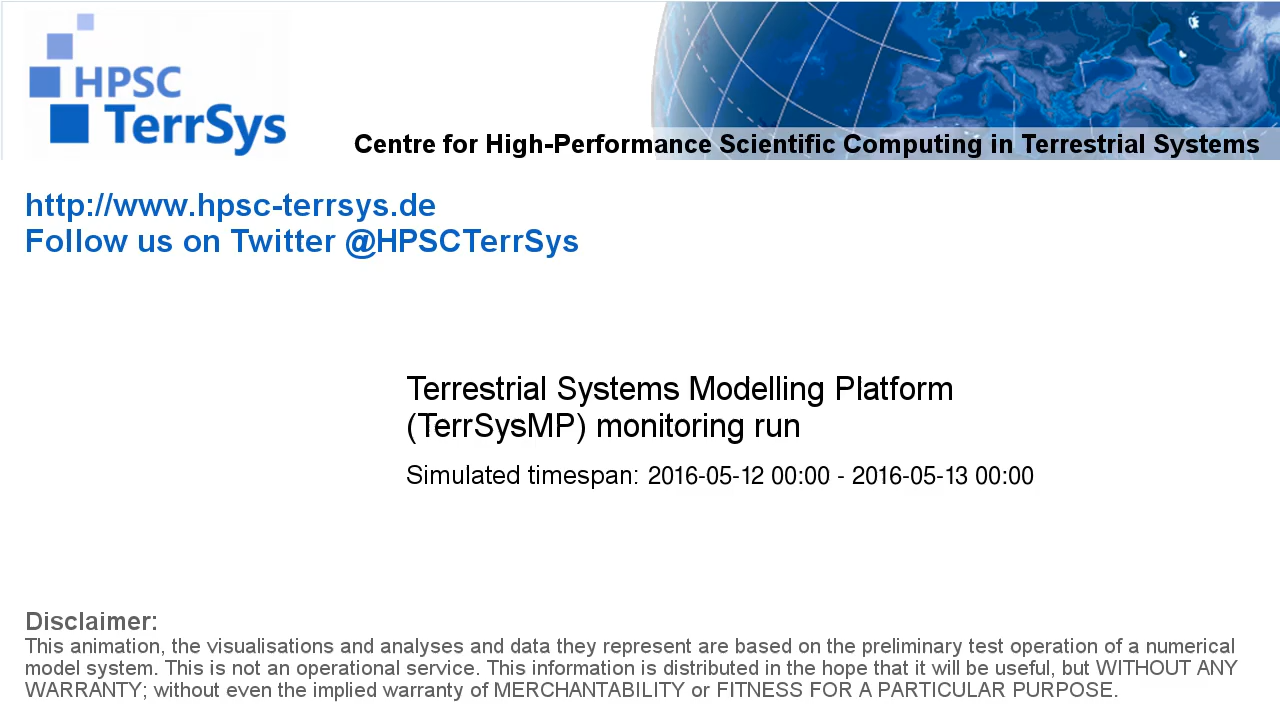 HPSC
TerrSys
Centre for High-Performance Scientific Computing in Terrestrial Systems
http://www.hpsc-terrsys.de
Follow us on Twitter @HPSCTerrSys
Terrestrial Systems Modelling Platform
(TerrSysMP) monitoring run
Simulated timespan: 2016-05-12 00:00 - 2016-05-13 00:00
Disclaimer:
This animation, the visualisations and analyses and data they represent are based on the preliminary test operation of a numerical
model system. This is not an operational service. This information is distributed in the hope that it will be useful, but WITHOUT ANY
WARRANTY; without even the implied warranty of MERCHANTABILITY or FITNESS FOR A PARTICULAR PURPOSE.